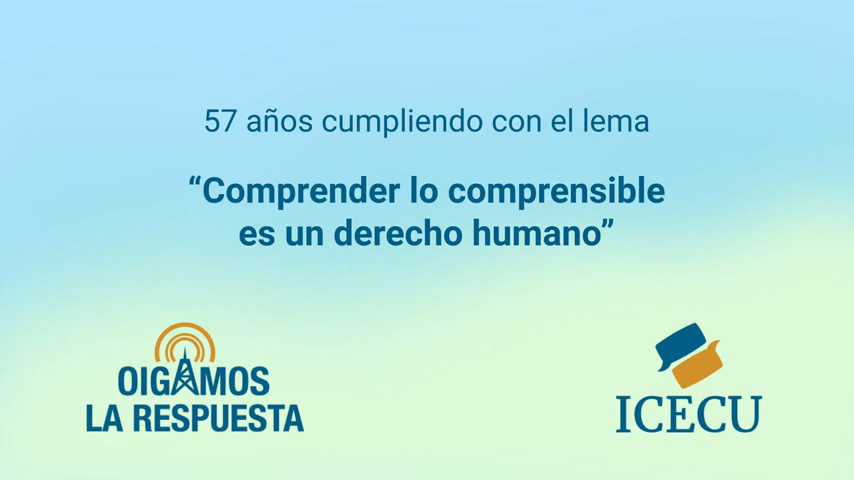 57 años cumpliendo con el lema
“Comprender lo comprensible
es un derecho humano”
OIGAMOS
LA RESPUESTA
ICECU